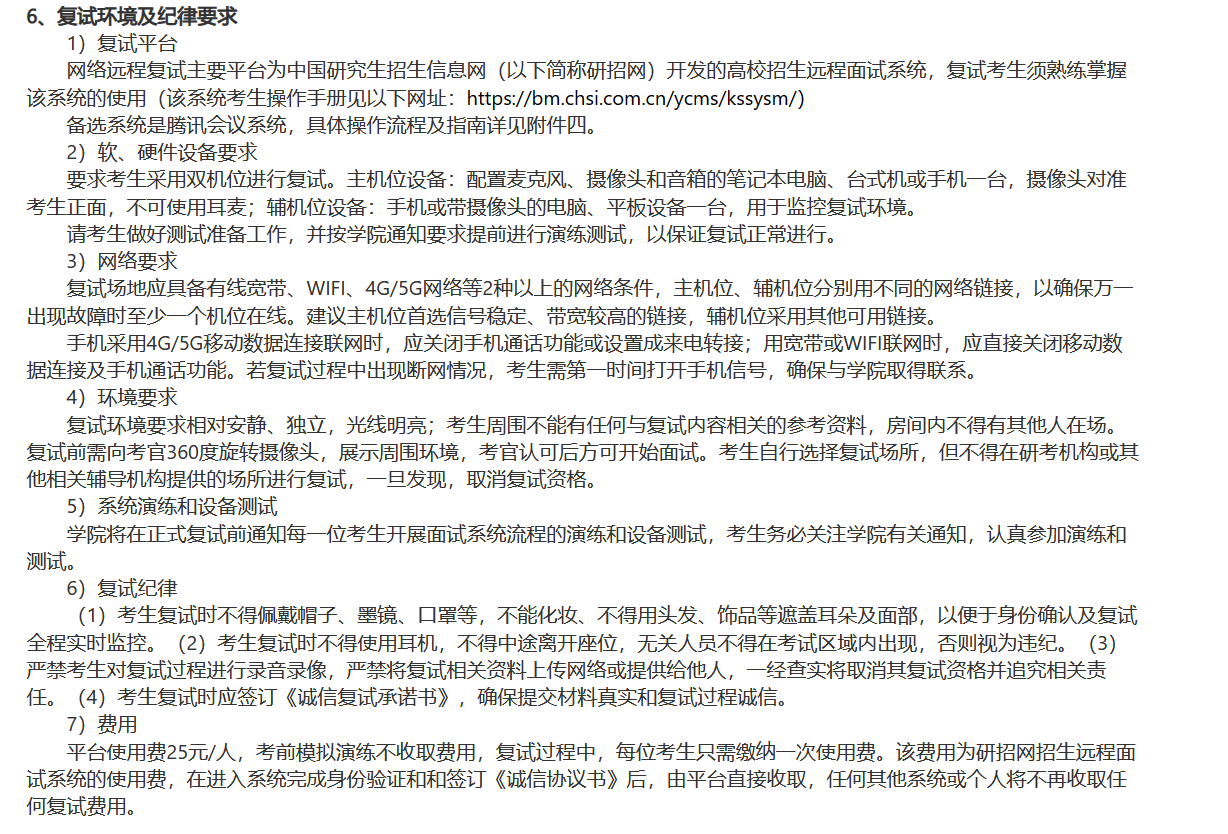 6、复试环境及纪律要求
1）复试平台
网络远程复试主要平台为中国研究生招生信息网（以下简称研招网）开发的高校招生远程面试系统，复试考生须熟练掌握
该系统的使用（该系统考生操作手册见以下网址：https://bm.chsi.com.cn/ycms/kssysm/）
备选系统是腾讯会议系统，具体操作流程及指南详见附件四。
2）软、硬件设备要求
要求考生采用双机位进行复试。主机位设备：配置麦克风、摄像头和音箱的笔记本电脑、台式机或手机一台，摄像头对准
考生正面，不可使用耳麦；辅机位设备：手机或带摄像头的电脑、平板设备一台，用于监控复试环境。
请考生做好测试准备工作，并按学院通知要求提前进行演练测试，以保证复试正常进行。
3）网络要求
复试场地应具备有线宽带、WIFI、4G/5G网络等2种以上的网络条件，主机位、辅机位分别用不同的网络链接，以确保万一
出现故障时至少一个机位在线。建议主机位首选信号稳定、带宽较高的链接，辅机位采用其他可用链接。
手机采用4G/5G移动数据连接联网时，应关闭手机通话功能或设置成来电转接；用宽带或WIFI联网时，应直接关闭移动数
据连接及手机通话功能。若复试过程中出现断网情况，考生需第一时间打开手机信号，确保与学院取得联系。
4）环境要求
复试环境要求相对安静、独立，光线明亮；考生周围不能有任何与复试内容相关的参考资料，房间内不得有其他人在场。
复试前需向考官360度旋转摄像头，展示周围环境，考官认可后方可开始面试。考生自行选择复试场所，但不得在研考机构或其
他相关辅导机构提供的场所进行复试，一旦发现，取消复试资格。
5）系统演练和设备测试
学院将在正式复试前通知每一位考生开展面试系统流程的演练和设备测试，考生务必关注学院有关通知，认真参加演练和
测试。
6）复试纪律
（1）考生复试时不得佩戴帽子、墨镜、口罩等，不能化妆、不得用头发、饰品等遮盖耳朵及面部，以便于身份确认及复试
全程实时监控。（2）考生复试时不得使用耳机，不得中途离开座位，无关人员不得在考试区域内出现，否则视为违纪。（3）
严禁考生对复试过程进行录音录像，严禁将复试相关资料上传网络或提供给他人，一经查实将取消其复试资格并追究相关责
任。（4）考生复试时应签订《诚信复试承诺书》，确保提交材料真实和复试过程诚信。
7）费用
平台使用费25元/人，考前模拟演练不收取费用，复试过程中，每位考生只需缴纳一次使用费。该费用为研招网招生远程面
试系统的使用费，在进入系统完成身份验证和和签订《诚信协议书》后，由平台直接收取，任何其他系统或个人将不再收取任
何复试费用。